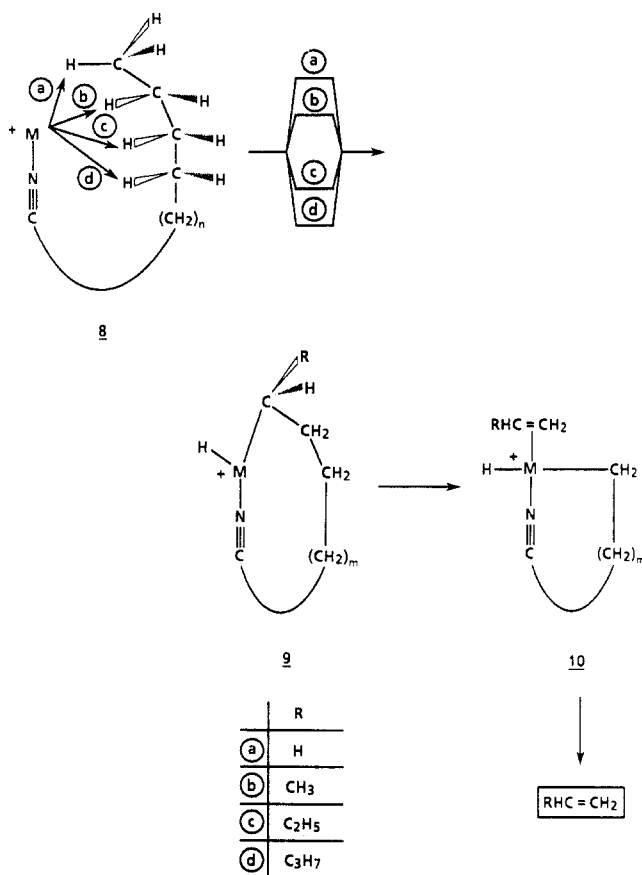 H
H C H
a
b
H C H
c
+
M
H C H
d
H C H
N
C
(CH2)n
8
a
b
c
d
R
C H
CH2
H M
+
CH2
N
C
(CH2)m
9
RHC=CH2
+
H M CH2
N
C
(CH2)m
10
R
a H
b CH3
c C2H5
d C3H7
RHC=CH2